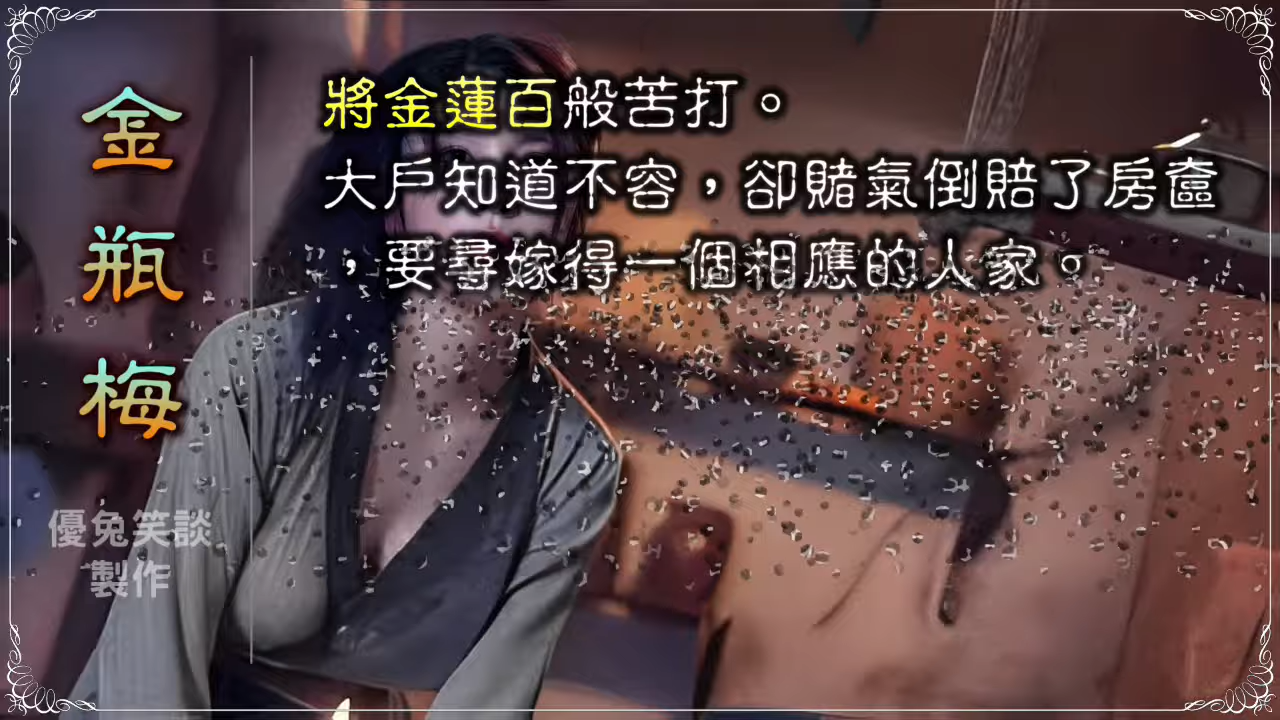 金瓶梅
優兔笑談
製作
將金蓮百般苦打。
大戶知道不容，卻賭氣倒賠了房奩
，要尋嫁得一個相應的人家。